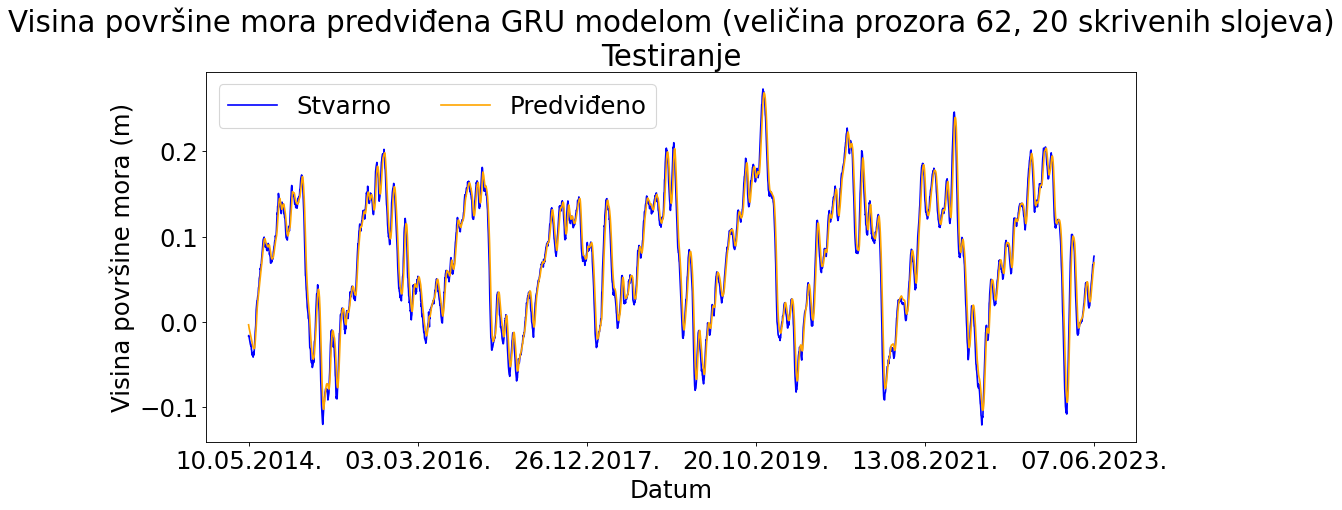 Visina površine mora predviđena GRU modelom (veličina prozora 62, 20 skrivenih slojeva)
Testiranje
Stvarno
Predviđeno
Visina površine mora (m)
0.2
0.1
0.0
−0.1
10.05.2014.
03.03.2016.
26.12.2017.
20.10.2019.
13.08.2021.
07.06.2023.
Datum